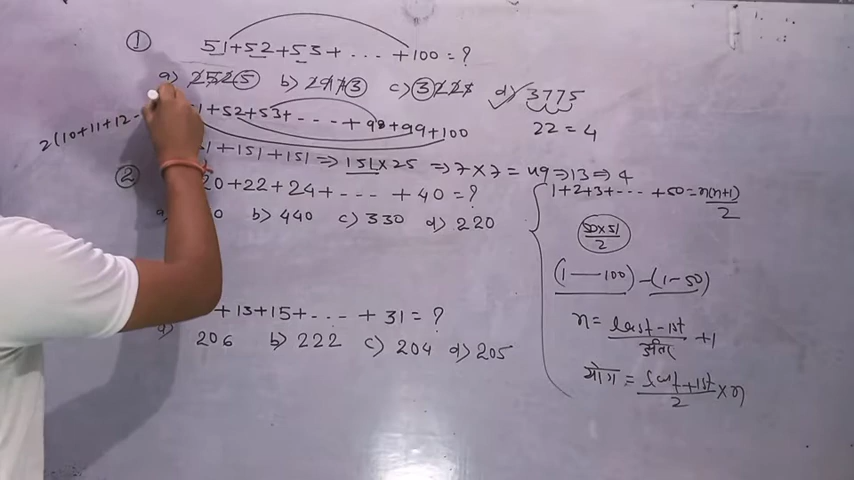 ① 51+52+53+ .... +100 = ?
a) 2525 b) 2973 c) 3225 d) 3775
1+52+53+ - .. - + 98+99+100
22 = 4
2(10+11+12 -
1 + 151 + 151 ⇒ 151 × 25 ⇒ 7 × 7 = 49 ⇒ 13 ⇒ 4
② 20+22+24+ - .. - + 40 = ?
b) 440 c) 330 d) 220
+ 13+15+ - .. - + 31 = ?
a) 206 b) 222 c) 204 d) 205
1+2+3+ - .. - +50 = n(n+1)/2
50×51/2
(1 — 100) – (1–50)
n = last – 1st/अंतर + 1
योग = last + 1st/2 × n